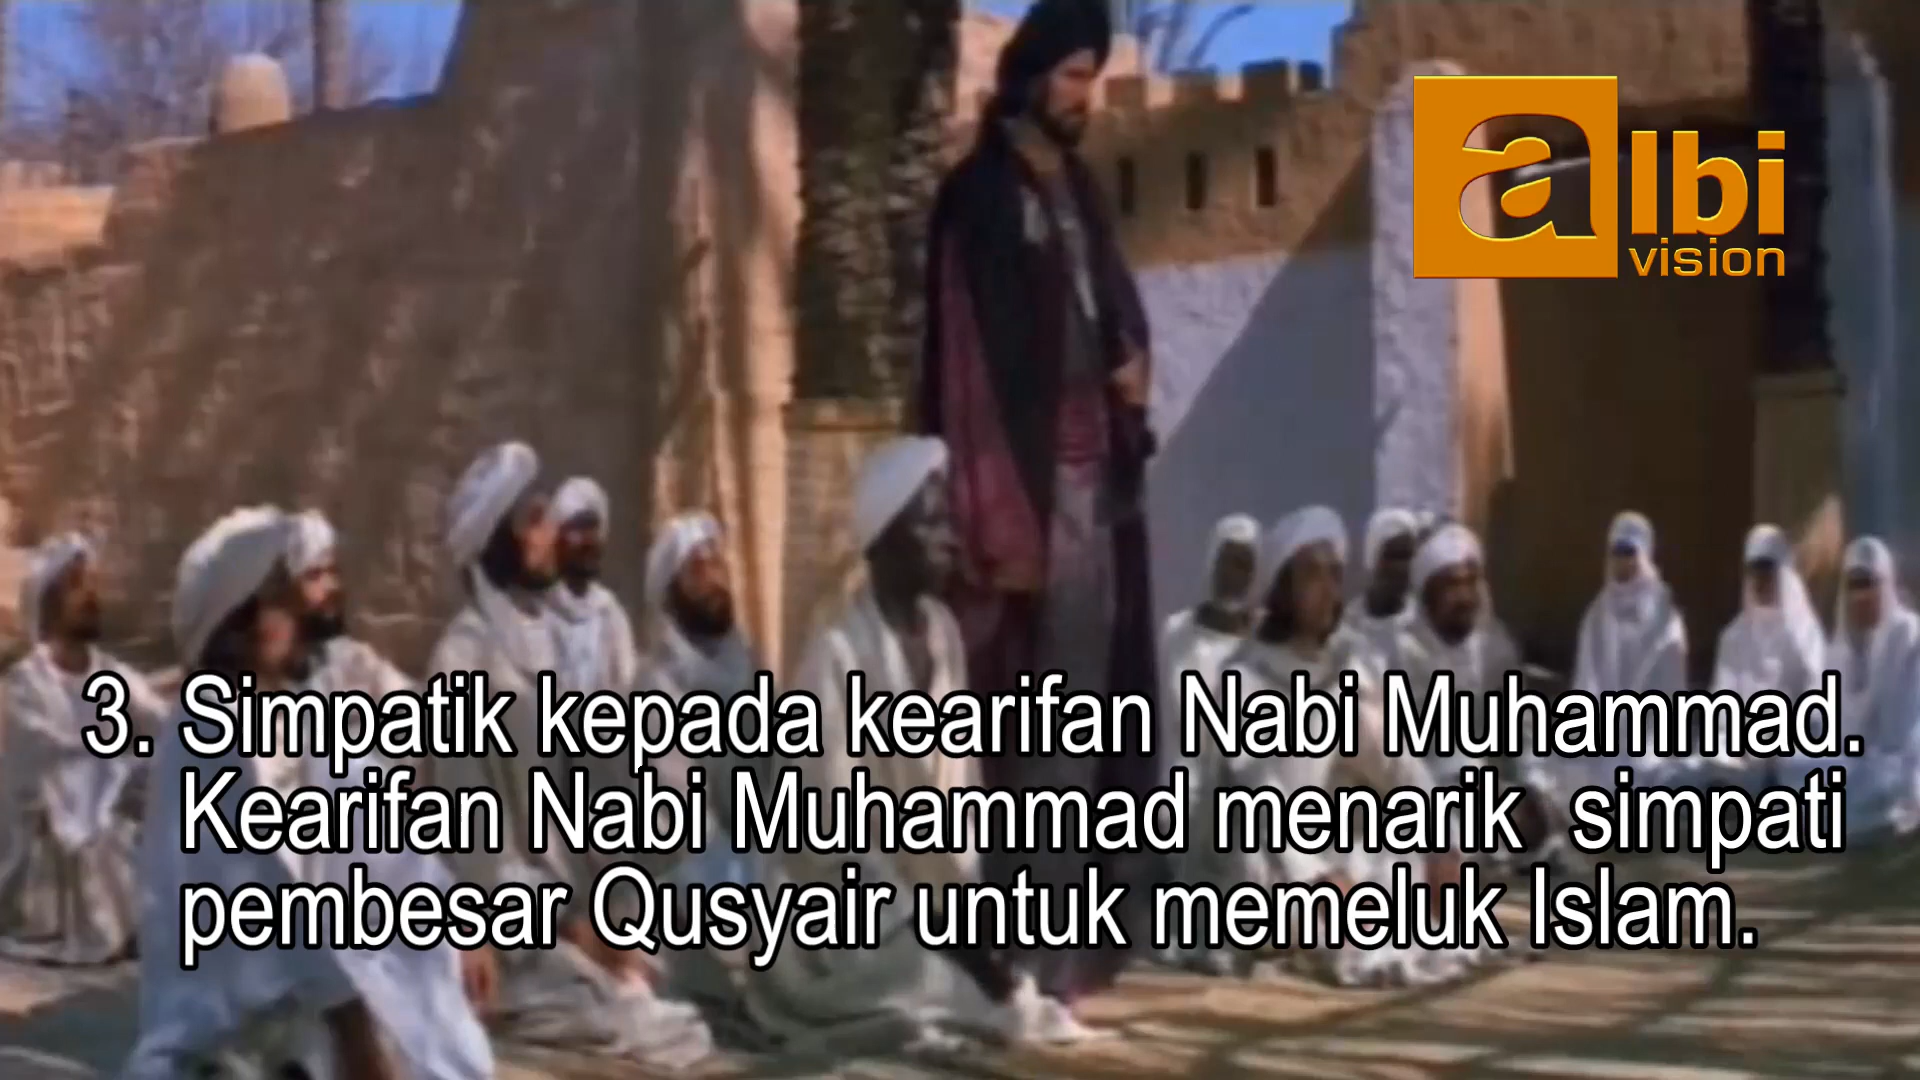 albi
vision
3. Simpatik kepada kearifan Nabi Muhammad.
Kearifan Nabi Muhammad menarik simpati
pembesar Qusyair untuk memeluk Islam.